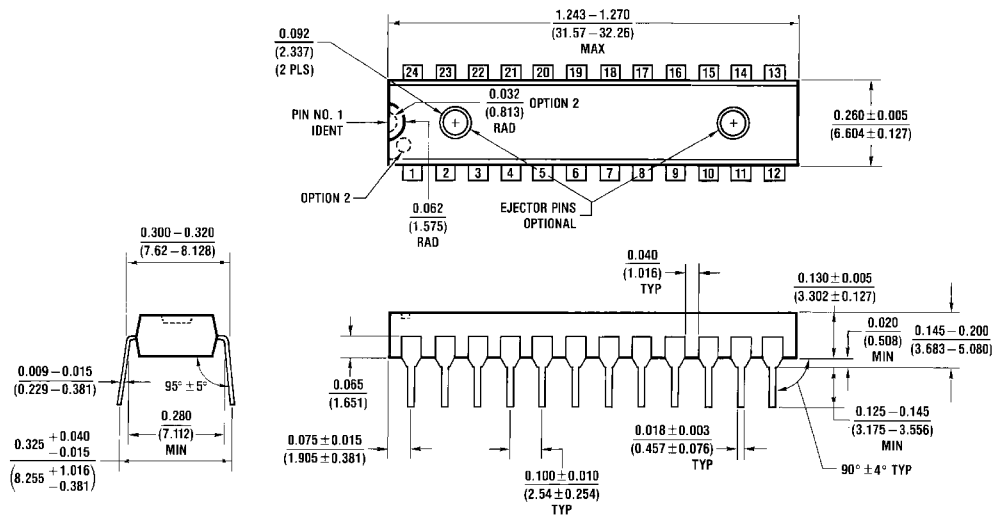 1.243 – 1.270
(31.57 – 32.26)
MAX
0.092
(2.337)
(2 PLS)
24 23 22 21 20 19 18 17 16 15 14 13
0.032
(0.813)
RAD
OPTION 2
PIN NO. 1
IDENT
0.260 ± 0.005
(6.604 ± 0.127)
1 2 3 4 5 6 7 8 9 10 11 12
OPTION 2
0.062
(1.575)
RAD
EJECTOR PINS
OPTIONAL
0.300 – 0.320
(7.62 – 8.128)
0.009 – 0.015
(0.229 – 0.381)
95° ± 5°
0.280
(7.112)
MIN
0.325 + 0.040
– 0.015
(8.255 + 1.016
– 0.381)
0.040
(1.016)
TYP
0.130 ± 0.005
(3.302 ± 0.127)
0.020
(0.508)
MIN
0.145 – 0.200
(3.683 – 5.080)
0.065
(1.651)
0.075 ± 0.015
(1.905 ± 0.381)
0.100 ± 0.010
(2.54 ± 0.254)
TYP
0.018 ± 0.003
(0.457 ± 0.076)
TYP
0.125 – 0.145
(3.175 – 3.556)
MIN
90° ± 4° TYP